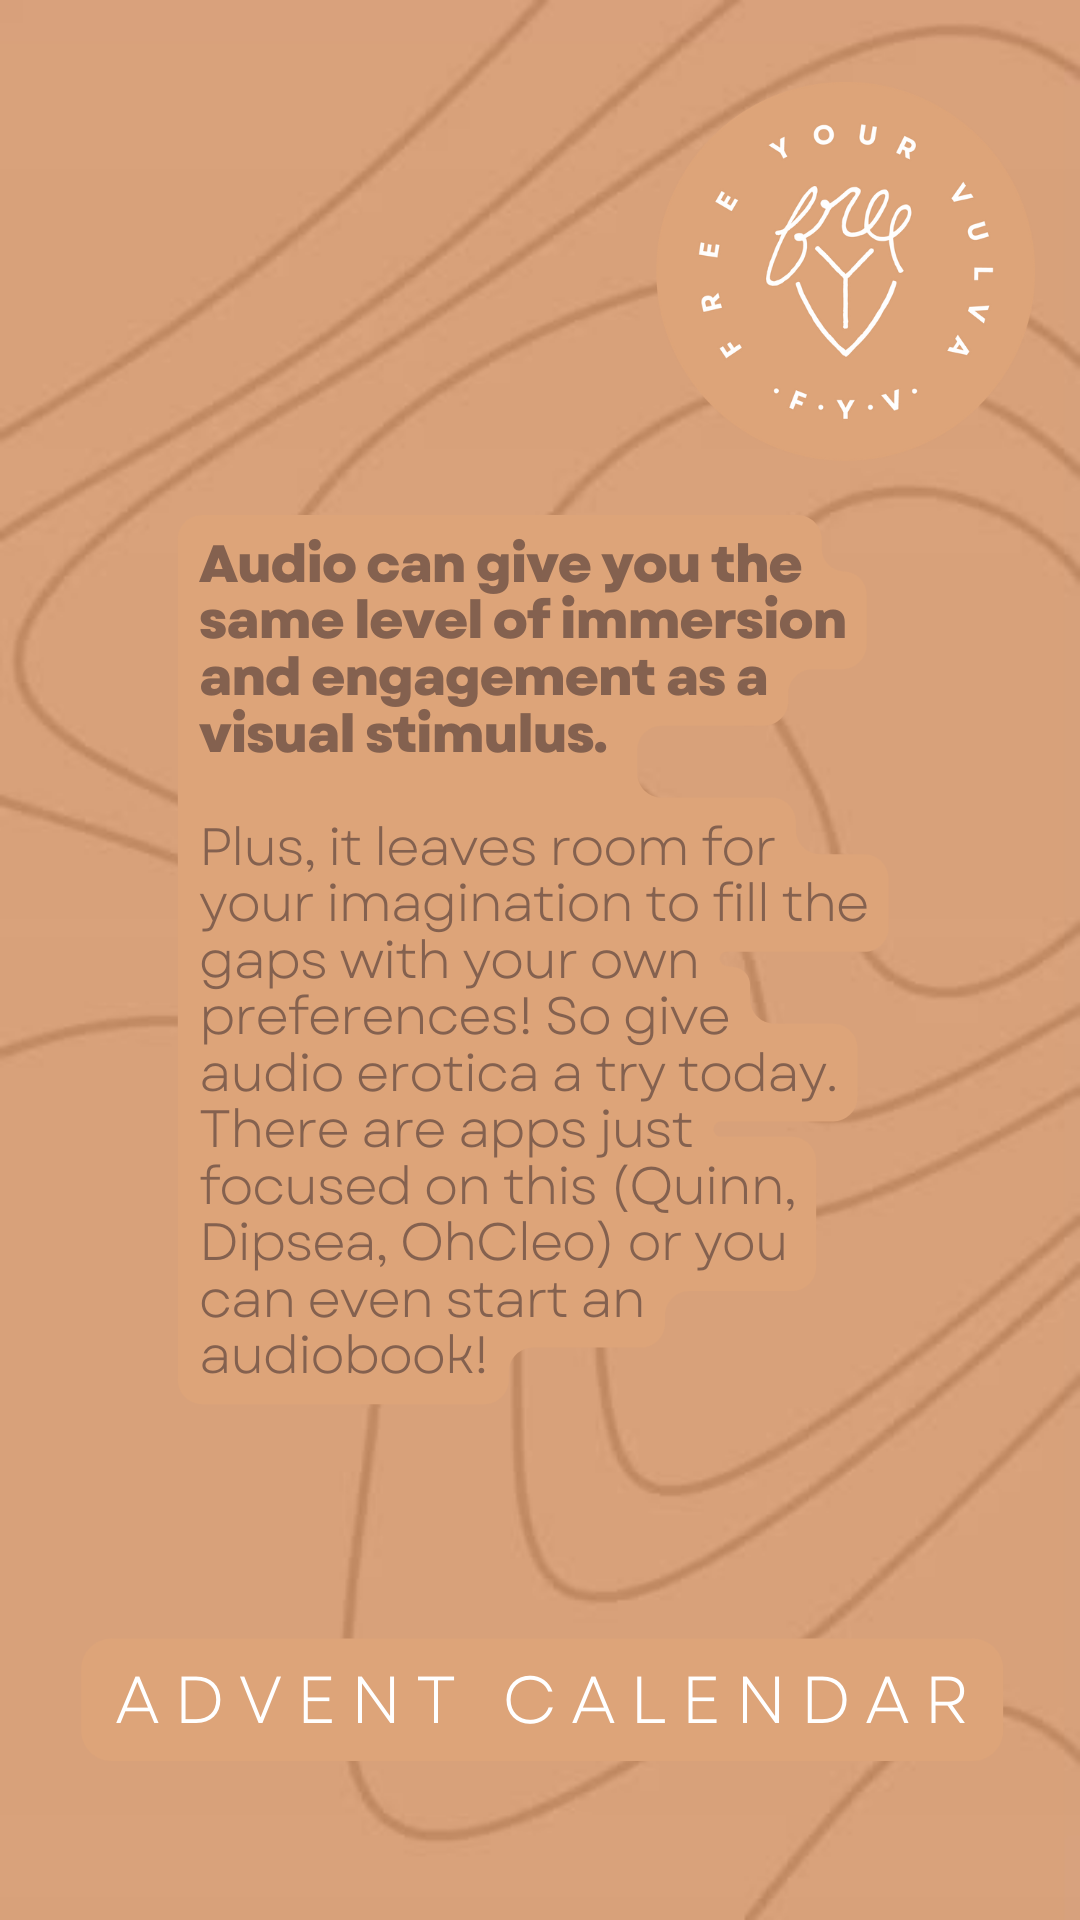 FREE YOUR VULVA
free
·F·Y·V·
Audio can give you the
same level of immersion
and engagement as a
visual stimulus.
Plus, it leaves room for
your imagination to fill the
gaps with your own
preferences! So give
audio erotica a try today.
There are apps just
focused on this (Quinn,
Dipsea, OhCleo) or you
can even start an
audiobook!
ADVENT CALENDAR